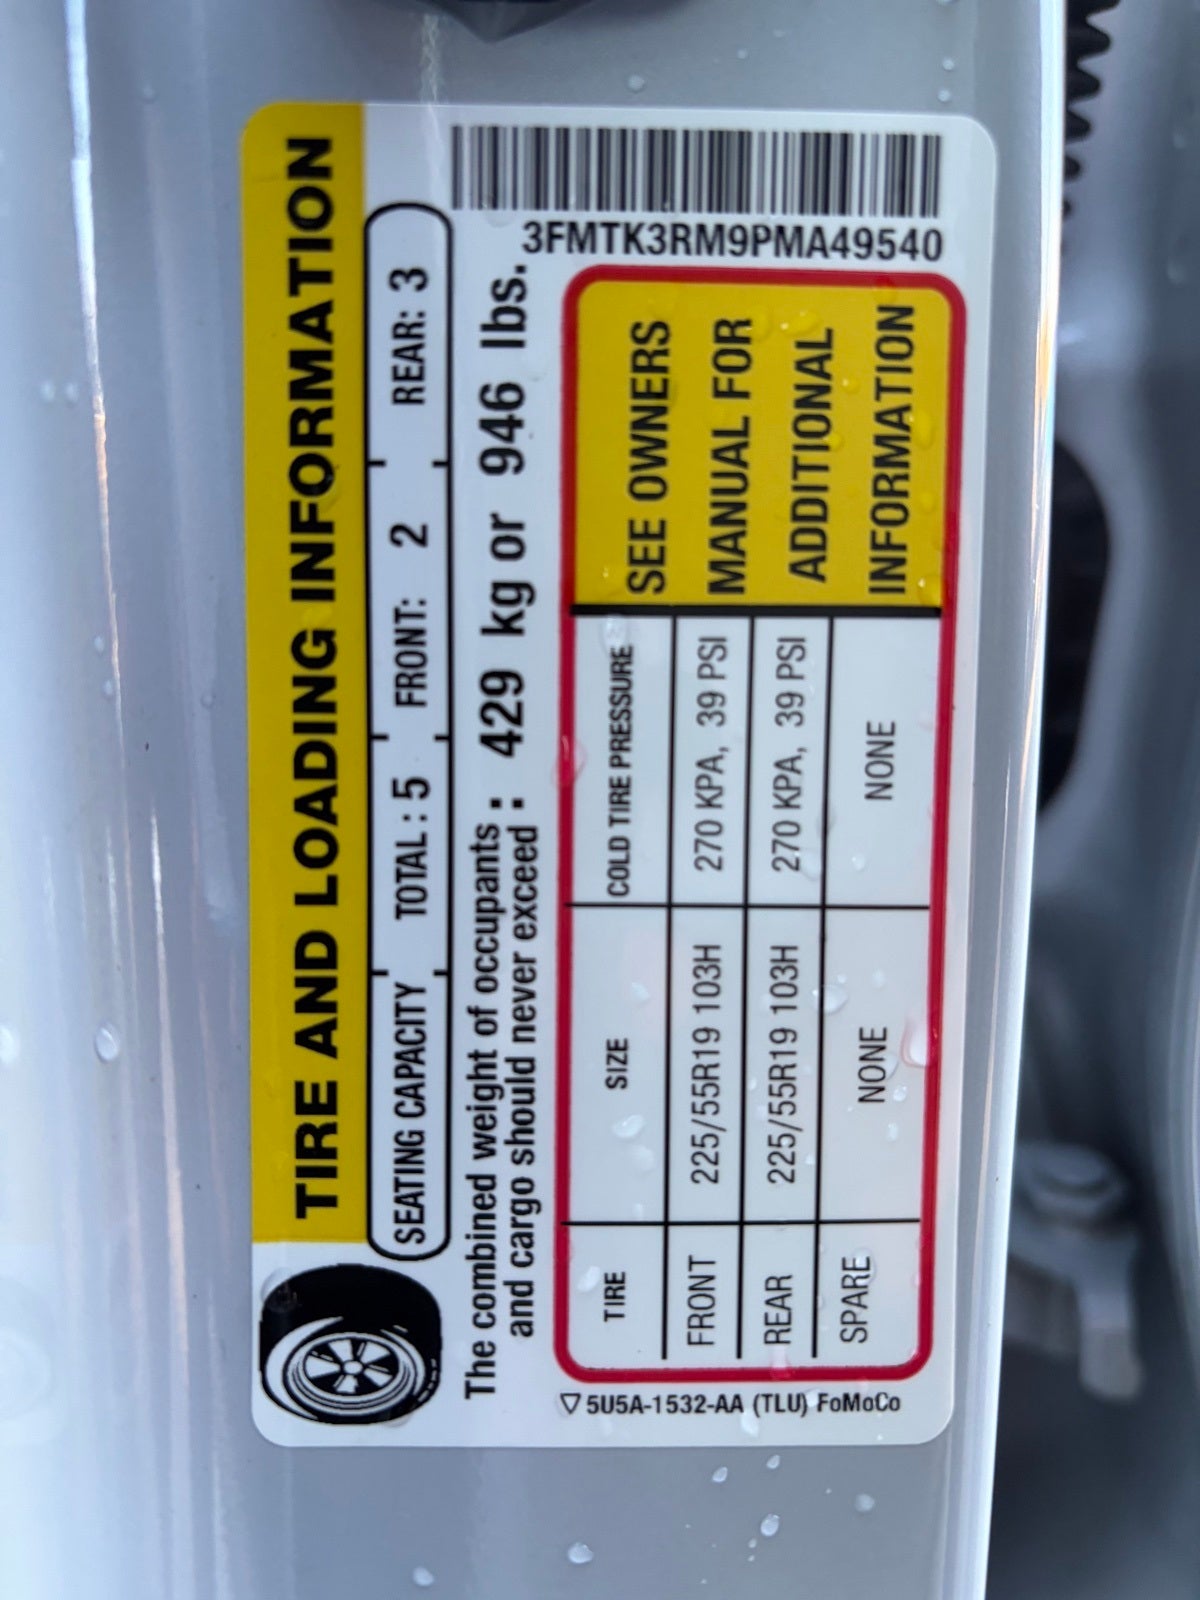 TIRE AND LOADING INFORMATION
SEATING CAPACITY TOTAL : 5 FRONT: 2 REAR: 3
The combined weight of occupants
and cargo should never exceed : 429 kg or 946 lbs.
3FMTK3RM9PMA49540
TIRE SIZE COLD TIRE PRESSURE
FRONT 225/55R19 103H 270 KPA, 39 PSI
REAR 225/55R19 103H 270 KPA, 39 PSI
SPARE NONE NONE
SEE OWNERS
MANUAL FOR
ADDITIONAL
INFORMATION
▽ 5U5A-1532-AA (TLU) FoMoCo